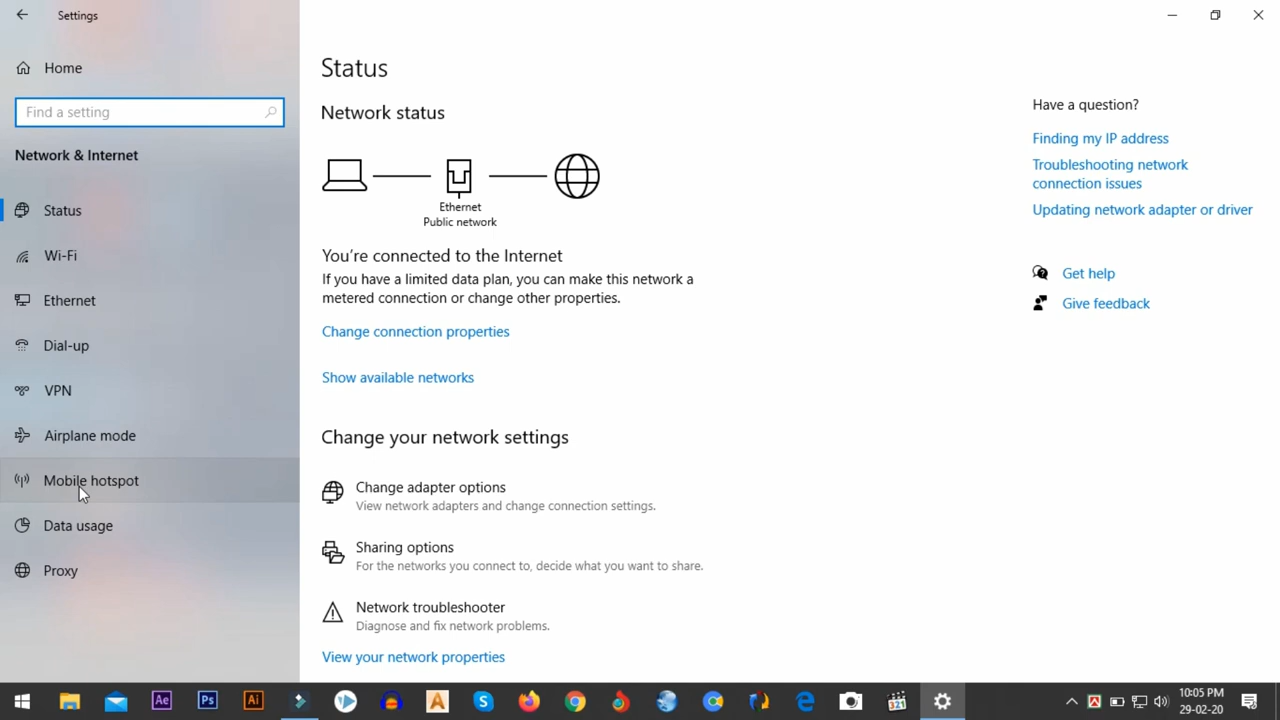 Settings
Home
Find a setting
Network & Internet
Status
Wi-Fi
Ethernet
Dial-up
VPN
Airplane mode
Mobile hotspot
Data usage
Proxy
Status
Network status
Ethernet
Public network
You're connected to the Internet
If you have a limited data plan, you can make this network a
metered connection or change other properties.
Change connection properties
Show available networks
Change your network settings
Change adapter options
View network adapters and change connection settings.
Sharing options
For the networks you connect to, decide what you want to share.
Network troubleshooter
Diagnose and fix network problems.
View your network properties
Have a question?
Finding my IP address
Troubleshooting network
connection issues
Updating network adapter or driver
Get help
Give feedback
Ae
Ps
Ai
321
10:05 PM
29-02-20